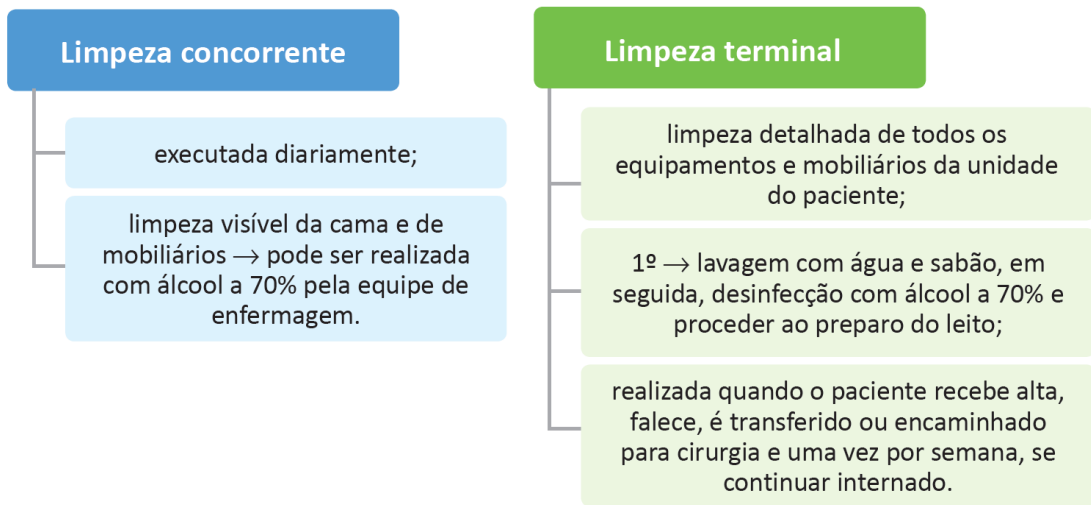 Limpeza concorrente
executada diariamente;
limpeza visível da cama e de
mobiliários → pode ser realizada
com álcool a 70% pela equipe de
enfermagem.
Limpeza terminal
limpeza detalhada de todos os
equipamentos e mobiliários da unidade
do paciente;
1º → lavagem com água e sabão, em
seguida, desinfecção com álcool a 70% e
proceder ao preparo do leito;
realizada quando o paciente recebe alta,
falece, é transferido ou encaminhado
para cirurgia e uma vez por semana, se
continuar internado.